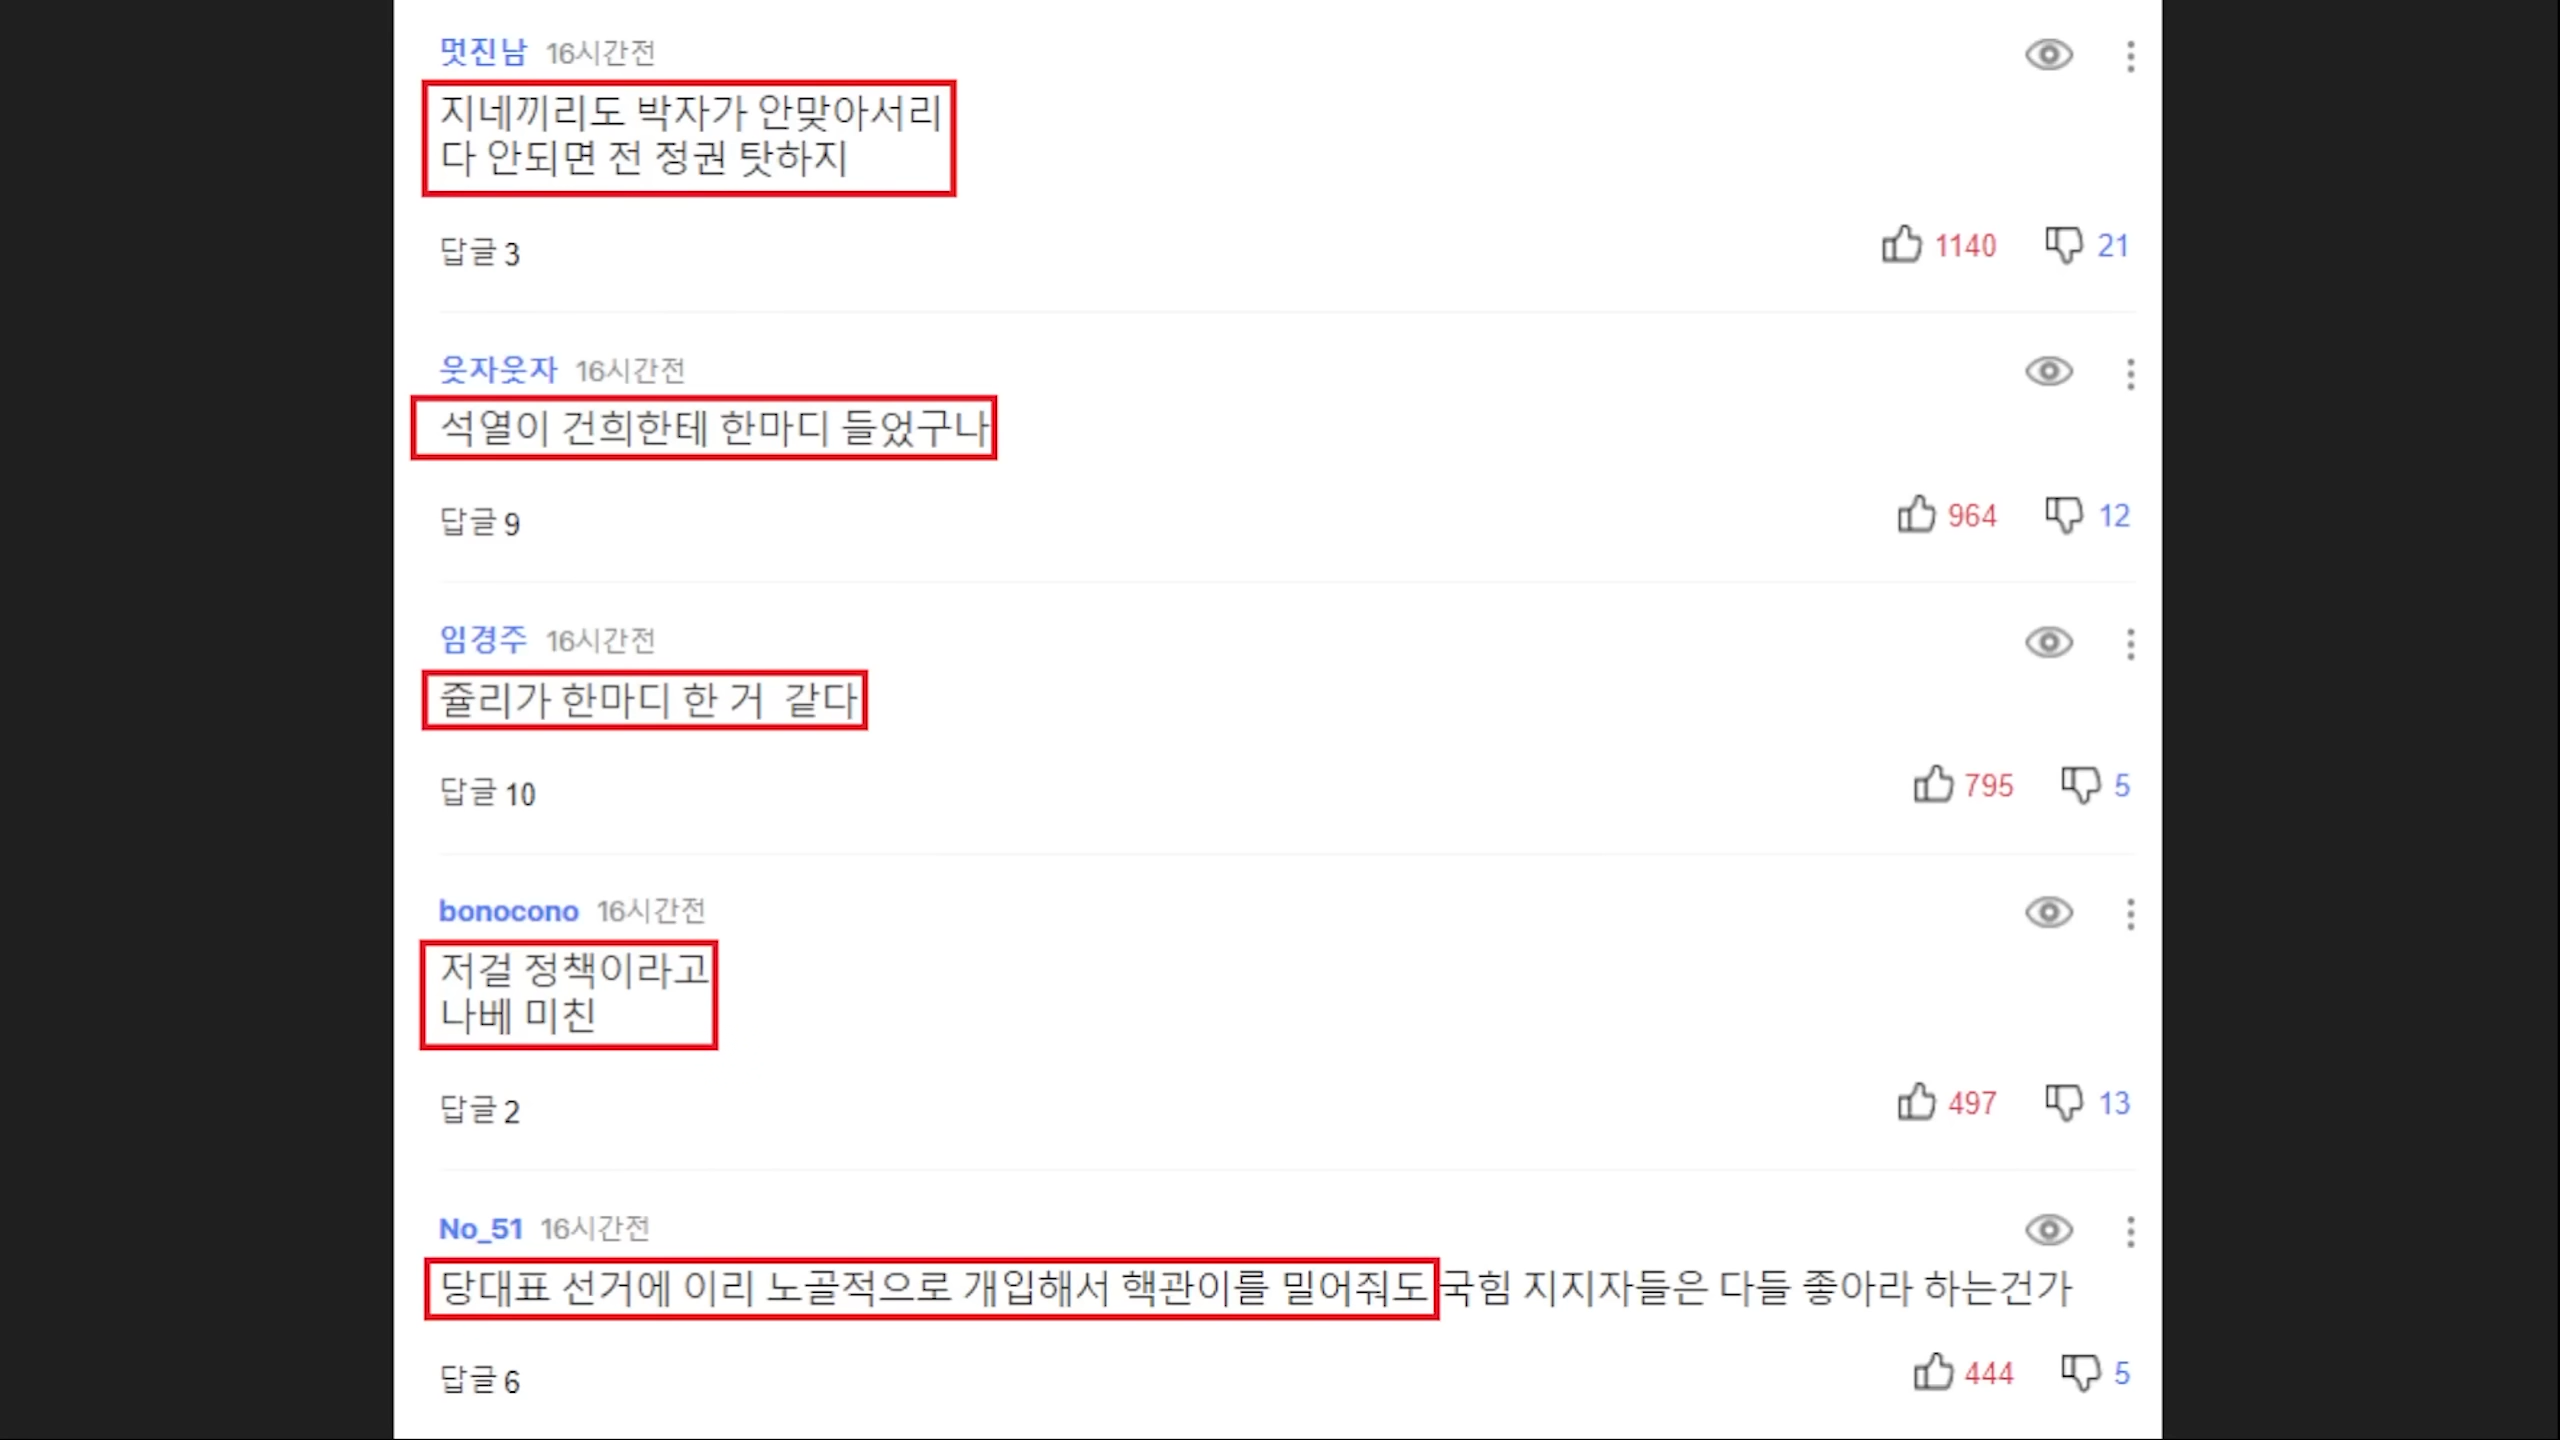 멋진남 16시간전
지네끼리도 박자가 안맞아서리
다 안되면 전 정권 탓하지
답글 3 1140 21
웃자웃자 16시간전
석열이 건희한테 한마디 들었구나
답글 9 964 12
임경주 16시간전
쥴리가 한마디 한 거 같다
답글 10 795 5
bonocono 16시간전
저걸 정책이라고
나베 미친
답글 2 497 13
No_51 16시간전
당대표 선거에 이리 노골적으로 개입해서 핵관이를 밀어줘도 국힘 지지자들은 다들 좋아라 하는건가
답글 6 444 5